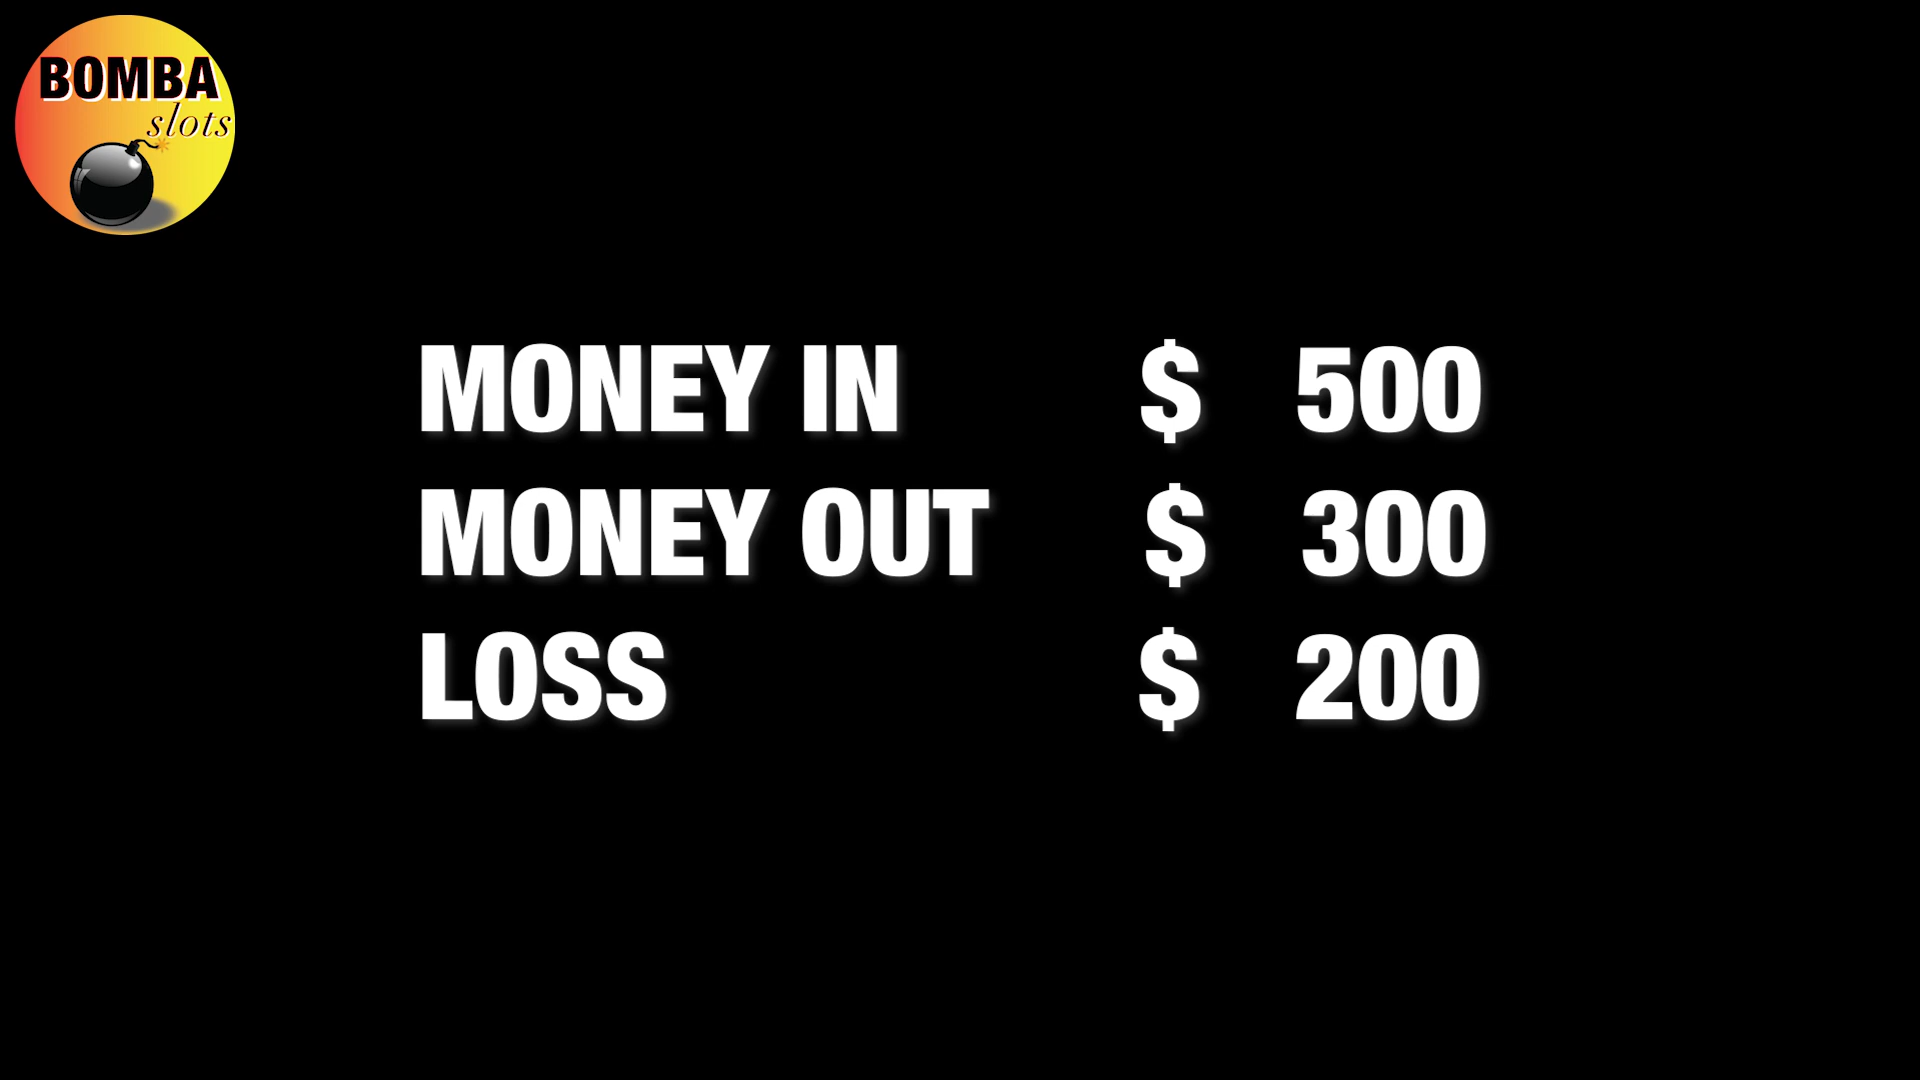 BOMBA
slots
MONEY IN $ 500
MONEY OUT $ 300
LOSS $ 200